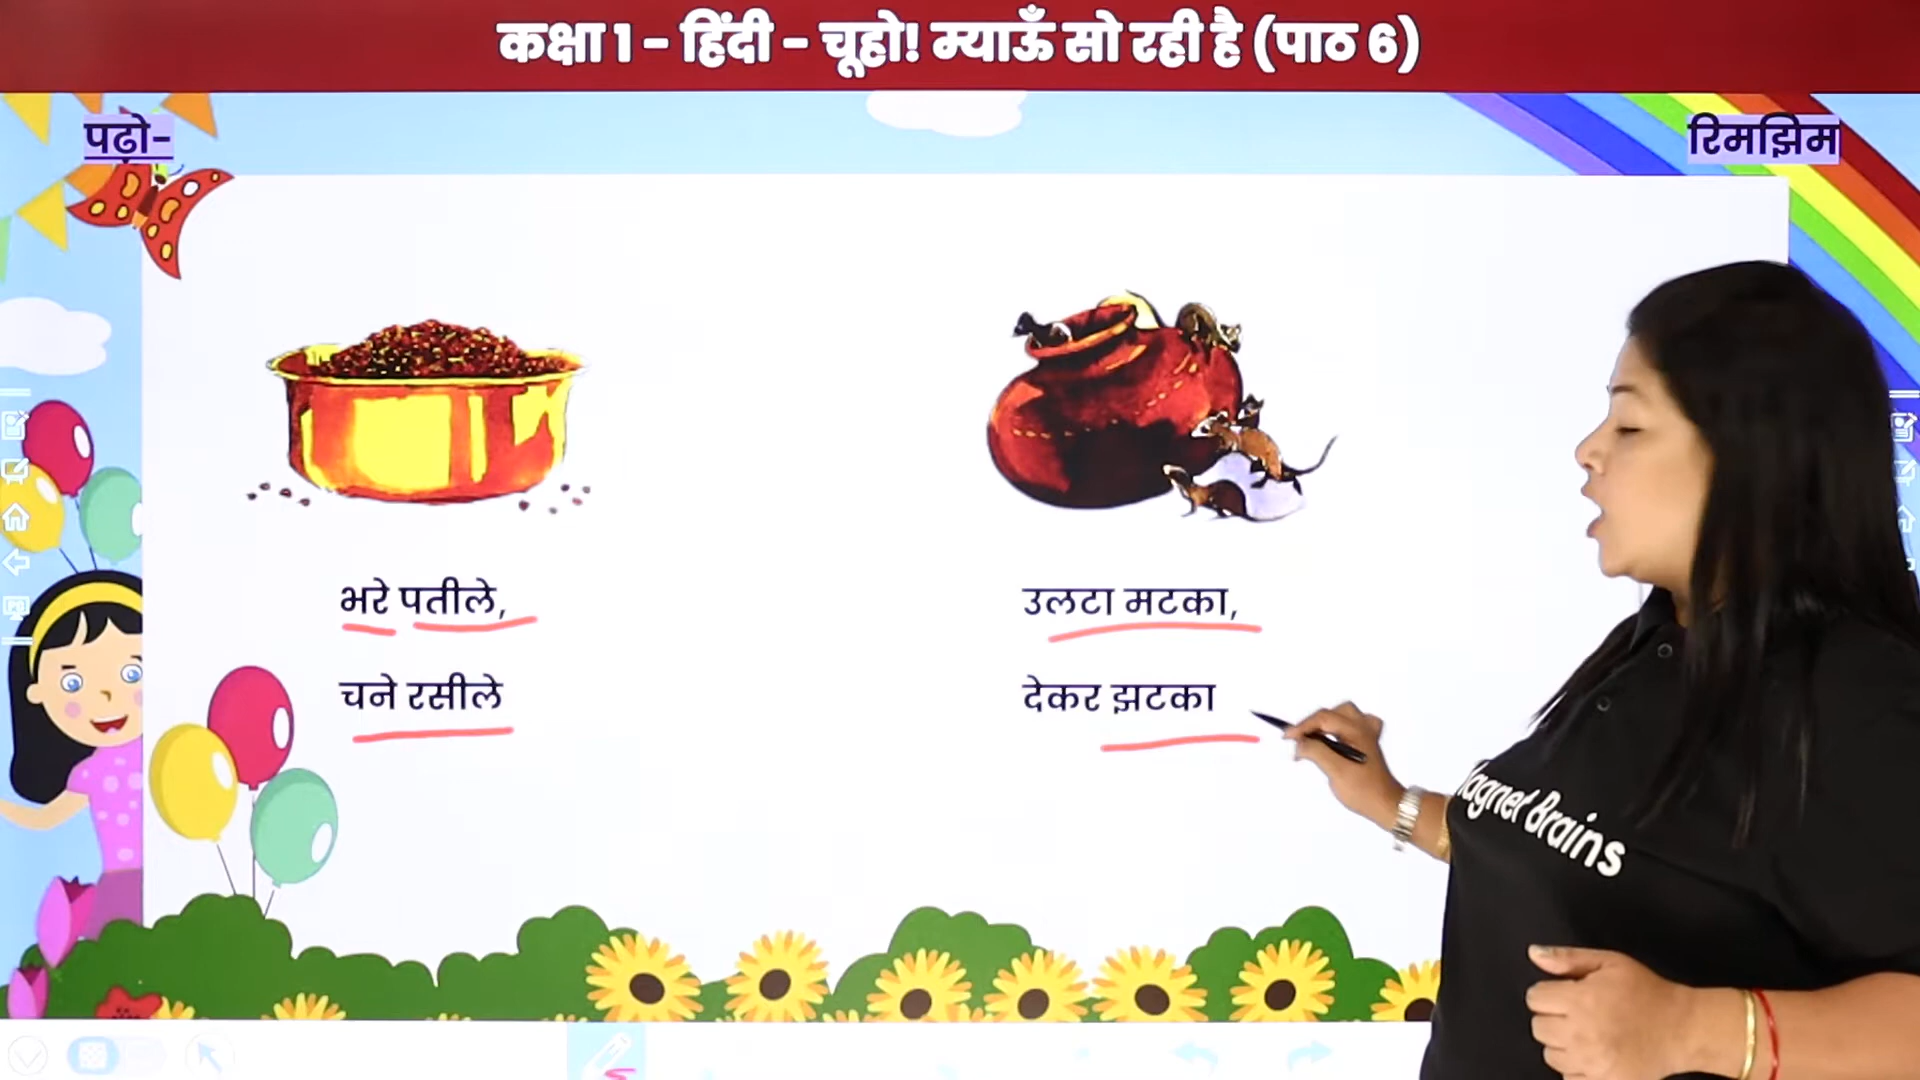 कक्षा 1 - हिंदी - चूहो! म्याऊँ सो रही है (पाठ 6)
पढ़ो-
रिमझिम
भरे पतीले,
चने रसीले
उलटा मटका,
देकर झटका
Magnet Brains